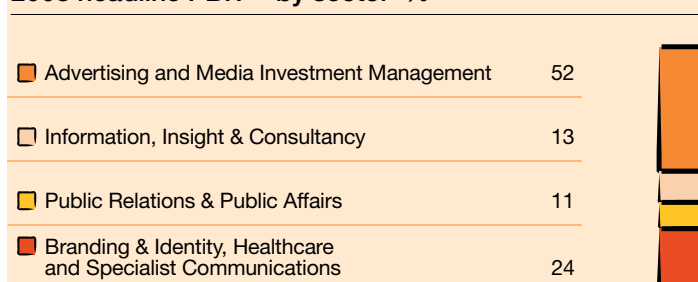 Advertising and Media Investment Management 52
Information, Insight & Consultancy 13
Public Relations & Public Affairs 11
Branding & Identity, Healthcare
and Specialist Communications 24